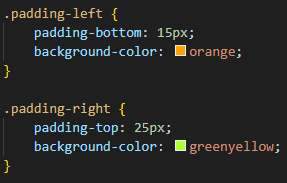 .padding-left {
    padding-bottom: 15px;
    background-color: orange;
}

.padding-right {
    padding-top: 25px;
    background-color: greenyellow;
}